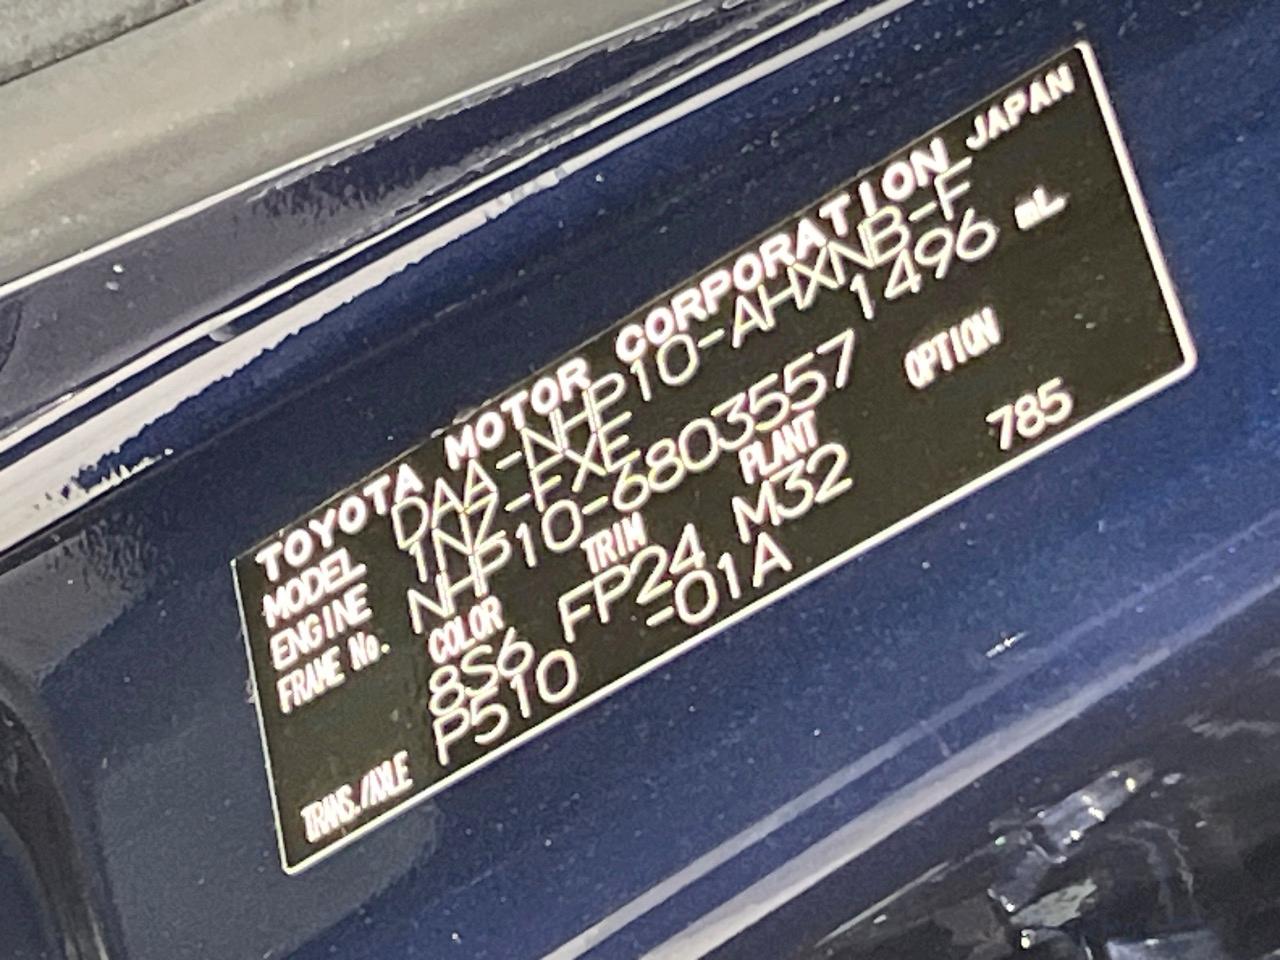 TOYOTA MOTOR CORPORATION JAPAN
MODEL DAA-NHP10-AHXNB-F
ENGINE 1NZ-FXE 1496 mL
FRAME No. NHP10-6803557
COLOR TRIM PLANT OPTION
8S6 FP24 M32 785
TRANS./AXLE P510 -01A